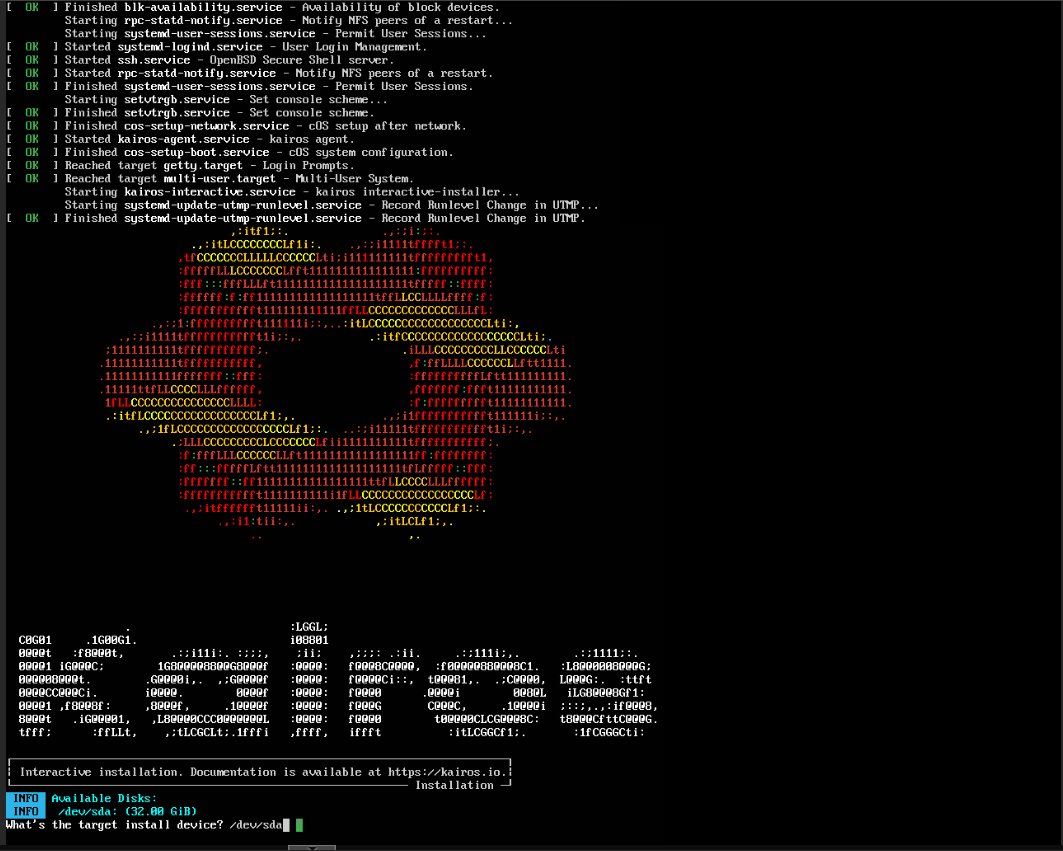 [  OK  ] Finished blk-availability.service - Availability of block devices.
Starting rpc-statd-notify.service - Notify NFS peers of a restart...
Starting systemd-user-sessions.service - Permit User Sessions...
[  OK  ] Started systemd-logind.service - User Login Management.
[  OK  ] Started ssh.service - OpenBSD Secure Shell server.
[  OK  ] Started rpc-statd-notify.service - Notify NFS peers of a restart.
[  OK  ] Finished systemd-user-sessions.service - Permit User Sessions.
Starting setvtrgb.service - Set console scheme...
[  OK  ] Finished setvtrgb.service - Set console scheme.
[  OK  ] Finished cos-setup-network.service - cOS setup after network.
[  OK  ] Started kairos-agent.service - kairos agent.
[  OK  ] Finished cos-setup-boot.service - cOS system configuration.
[  OK  ] Reached target getty.target - Login Prompts.
[  OK  ] Reached target multi-user.target - Multi-User System.
Starting kairos-interactive.service - kairos interactive-installer...
Starting systemd-update-utmp-runlevel.service - Record Runlevel Change in UTMP...
[  OK  ] Finished systemd-update-utmp-runlevel.service - Record Runlevel Change in UTMP.
Interactive installation. Documentation is available at https://kairos.io.
Installation
INFO Available Disks:
INFO /dev/sda: (32.00 GiB)
What's the target install device? /dev/sda